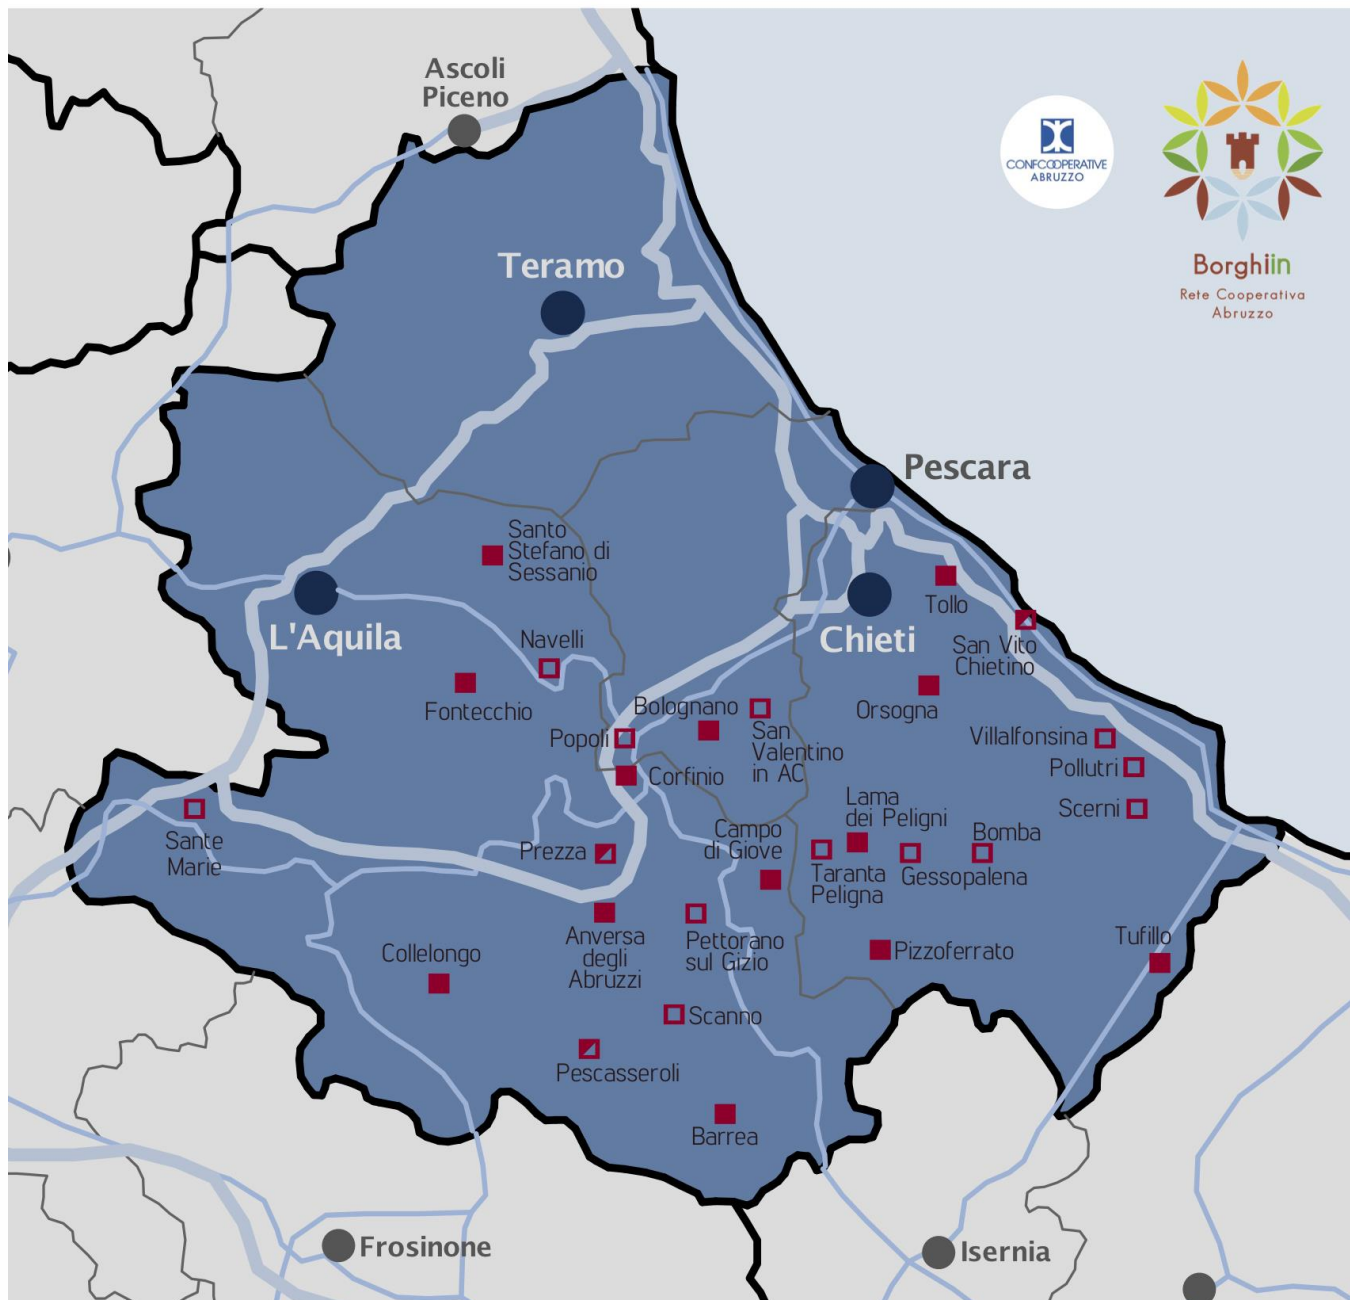 Ascoli
Piceno
CONFCOOPERATIVE
ABRUZZO
Borghiin
Rete Cooperativa
Abruzzo
Teramo
Pescara
Santo
Stefano di
Sessanio
L'Aquila
Navelli
Tollo
Chieti
San Vito
Chietino
Fontecchio
Bolognano
Orsogna
Popoli
San
Valentino
in AC
Villalfonsina
Corfinio
Pollutri
Sante
Marie
Lama
dei Peligni
Scerni
Prezza
Campo
di Giove
Bomba
Taranta
Peligna
Gessopalena
Collelongo
Anversa
degli
Abruzzi
Pettorano
sul Gizio
Pizzoferrato
Tufillo
Scanno
Pescasseroli
Barrea
Frosinone
Isernia